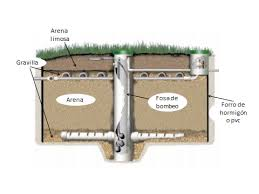 Arena
limosa
Gravilla
Arena
Fosa de
bombeo
Forro de
hormigón
o pvc